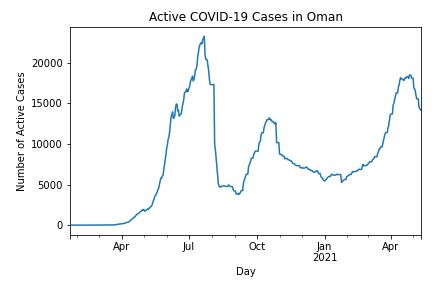 Active COVID-19 Cases in Oman
Number of Active Cases
20000
15000
10000
5000
0
Apr
Jul
Oct
Jan
2021
Apr
Day